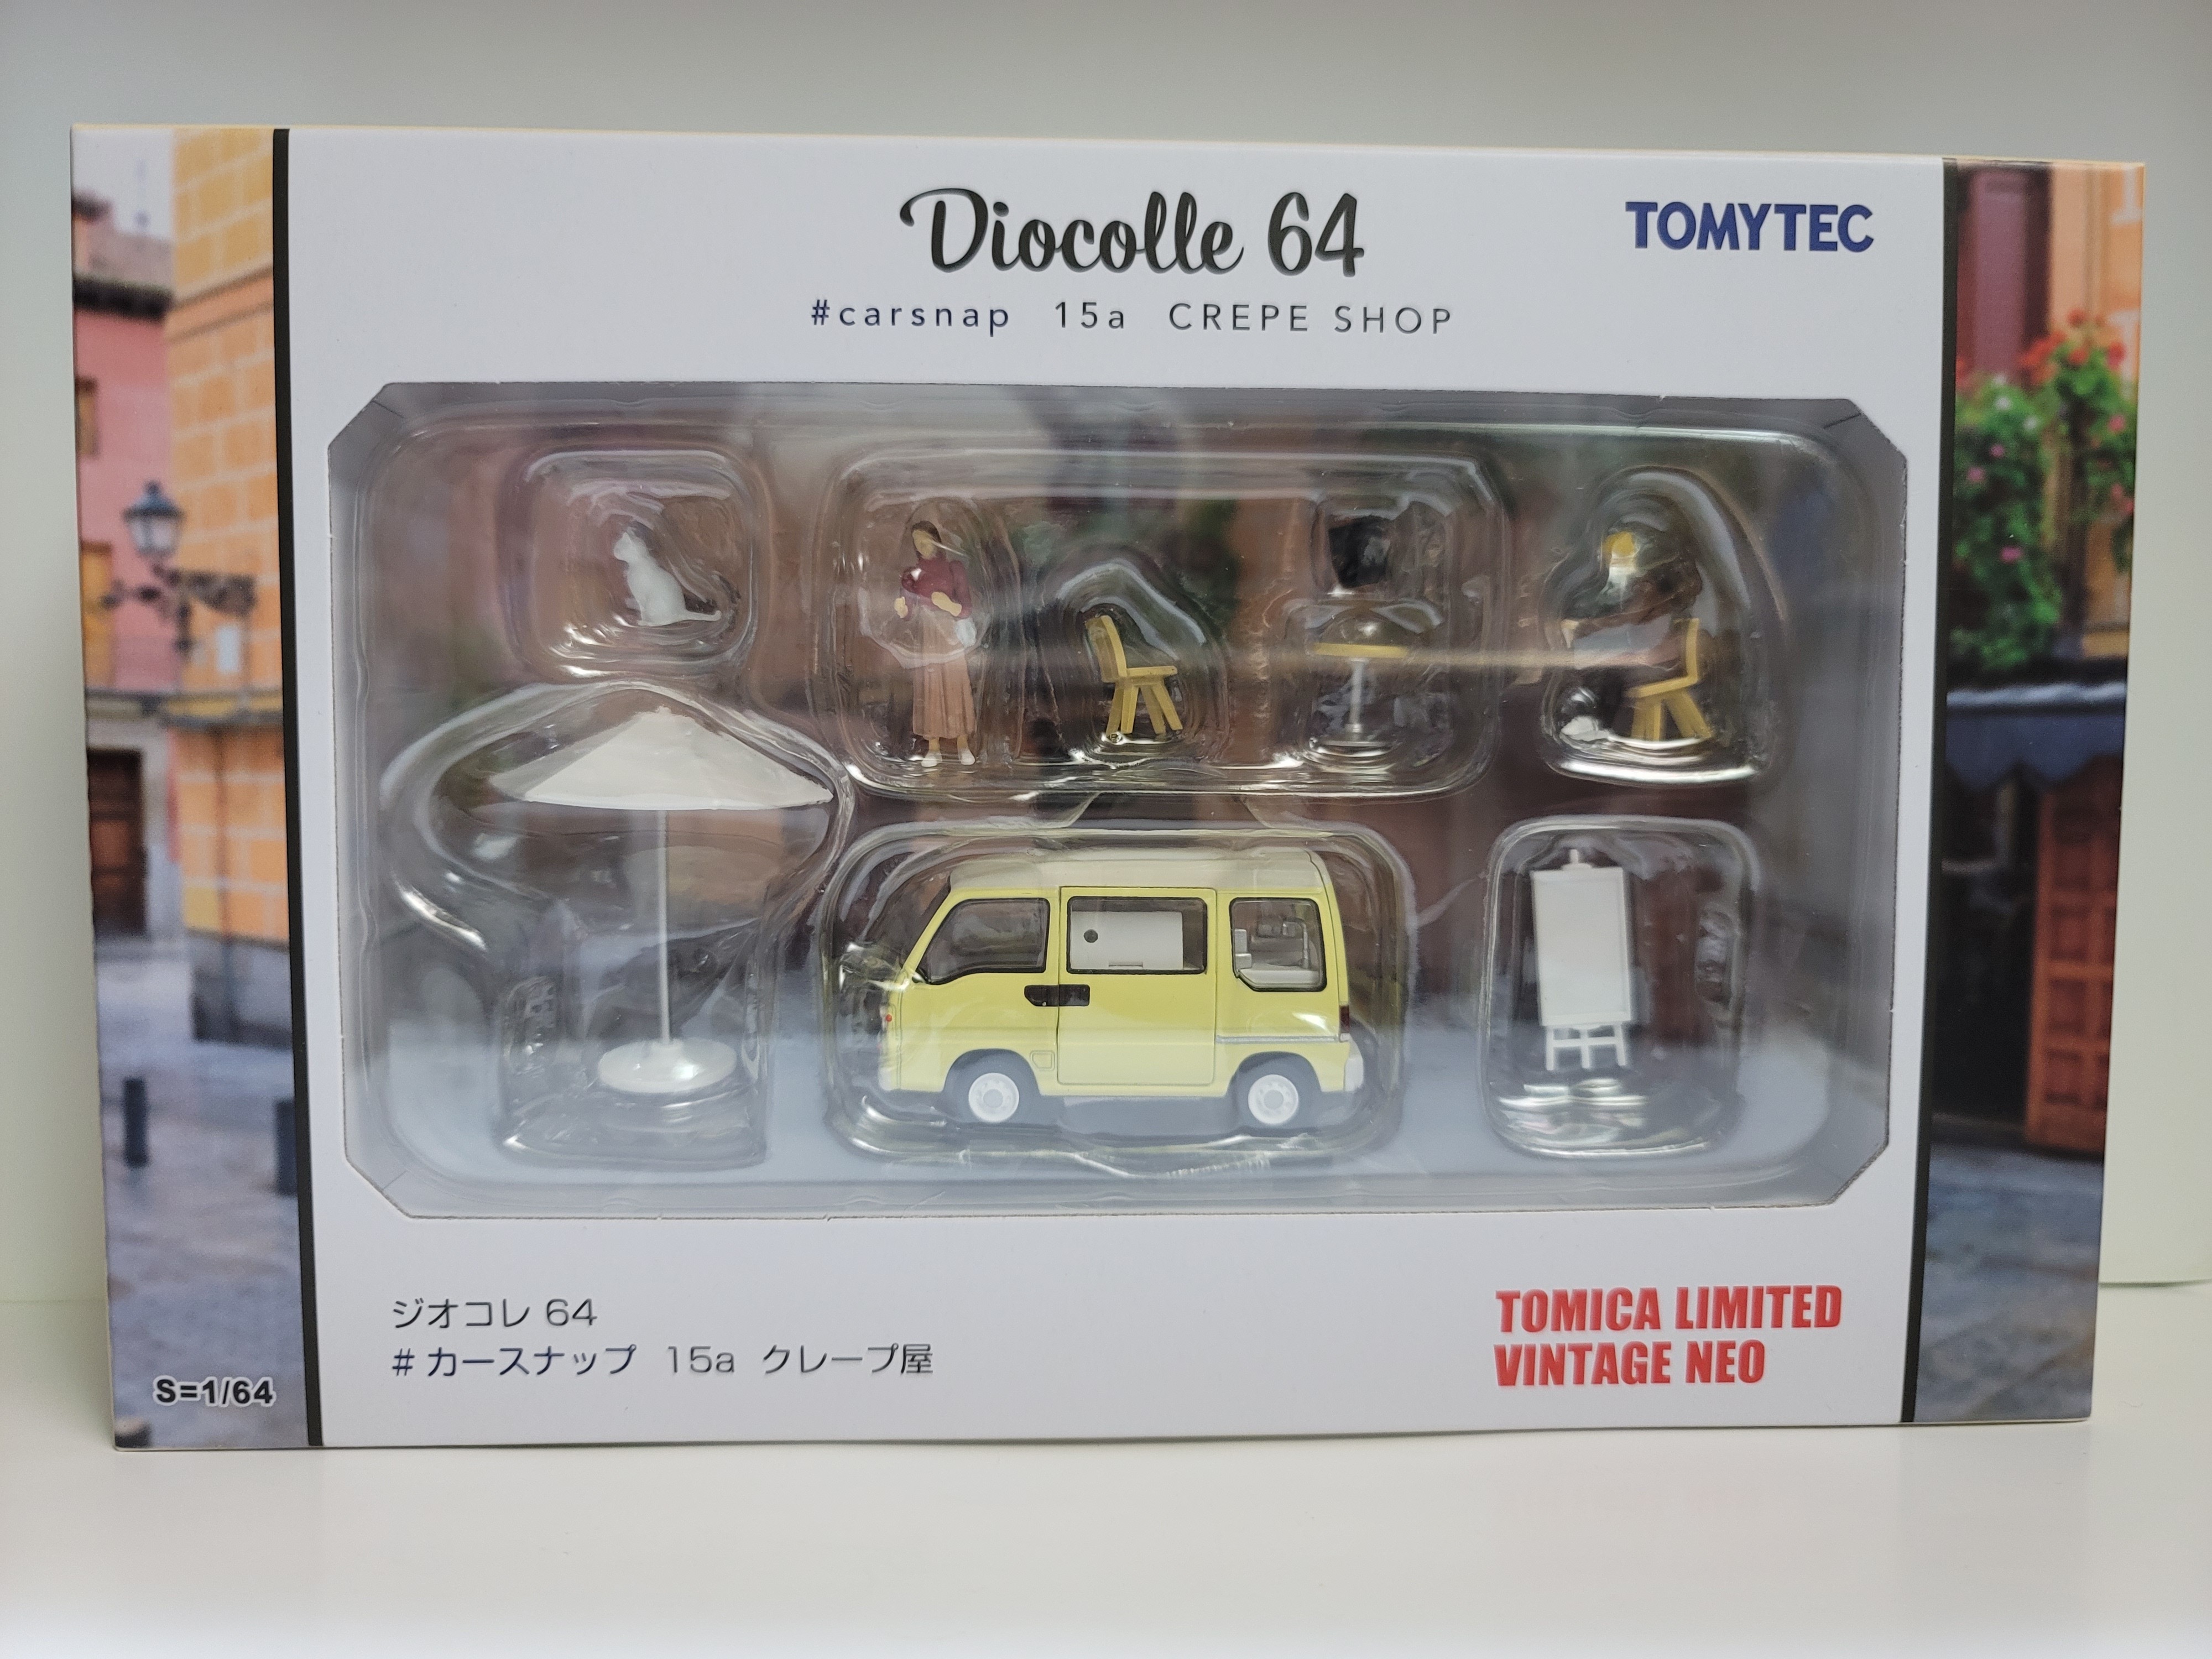 Diocolle 64
TOMYTEC
#carsnap 15a CREPE SHOP
ジオコレ 64
# カースナップ 15a クレープ屋
TOMICA LIMITED
VINTAGE NEO
S=1/64